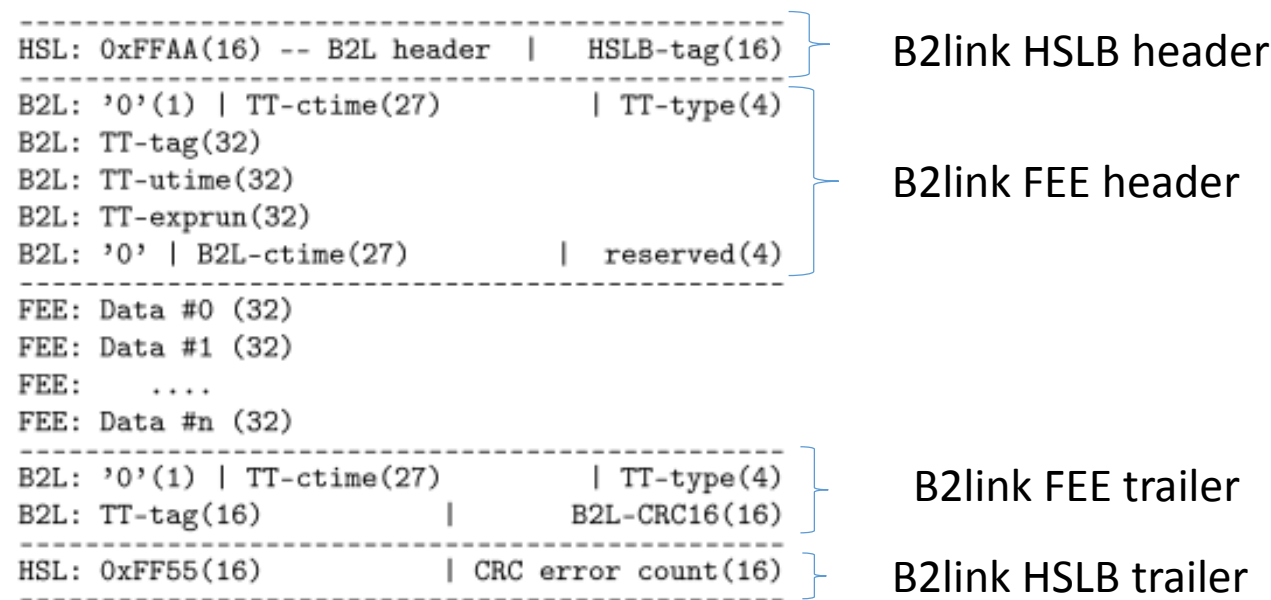 HSL: 0xFFAA(16) -- B2L header | HSLB-tag(16)
B2link HSLB header
B2L: '0'(1) | TT-ctime(27) | TT-type(4)
B2L: TT-tag(32)
B2L: TT-utime(32)
B2L: TT-exprun(32)
B2L: '0' | B2L-ctime(27) | reserved(4)
B2link FEE header
FEE: Data #0 (32)
FEE: Data #1 (32)
FEE: ....
FEE: Data #n (32)
B2L: '0'(1) | TT-ctime(27) | TT-type(4)
B2L: TT-tag(16) | B2L-CRC16(16)
B2link FEE trailer
HSL: 0xFF55(16) | CRC error count(16)
B2link HSLB trailer